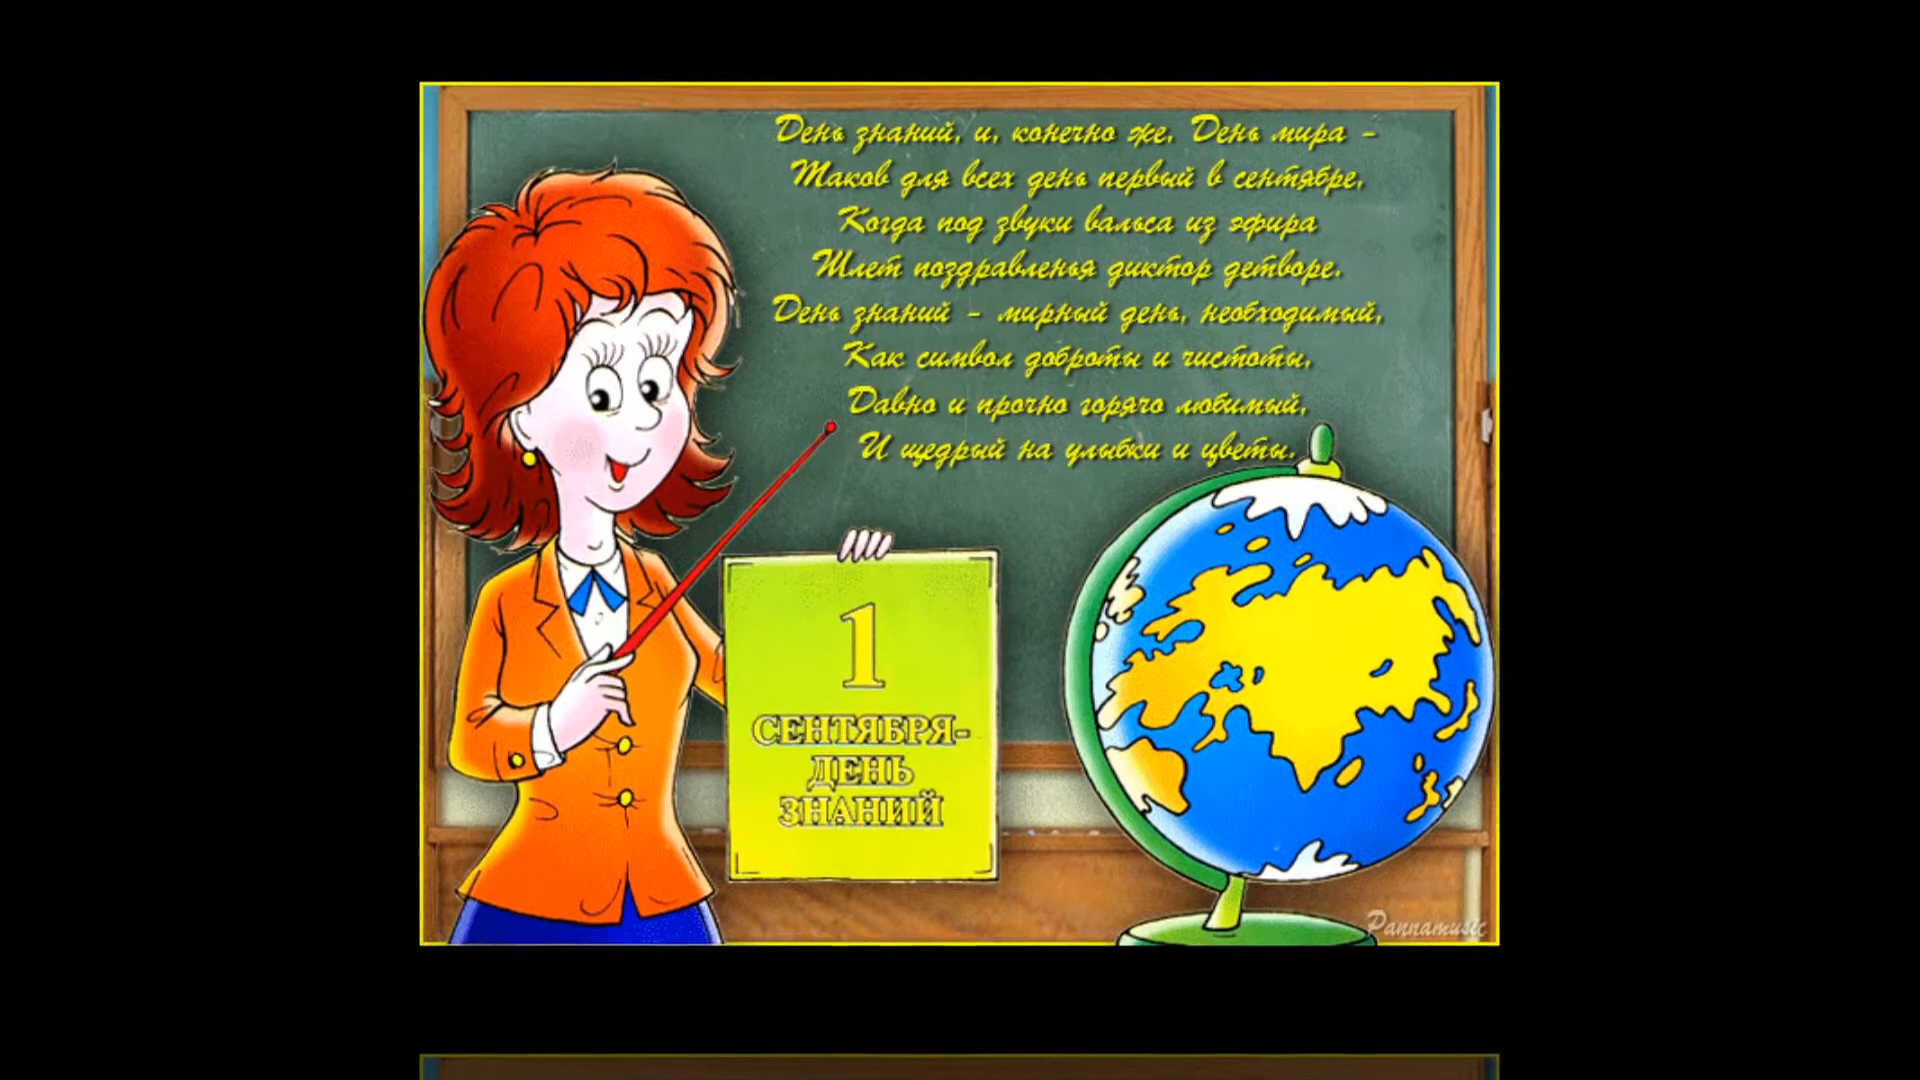 День знаний, и, конечно же, День мира -
Таков для всех день первый в сентябре,
Когда под звуки вальса из эфира
Шлет поздравленья диктор детворе.
День знаний - мирный день, необходимый,
Как символ доброты и чистоты,
Давно и прочно горячо любимый,
И щедрый на улыбки и цветы.
1
СЕНТЯБРЯ-
ДЕНЬ
ЗНАНИЙ
Pannamusic